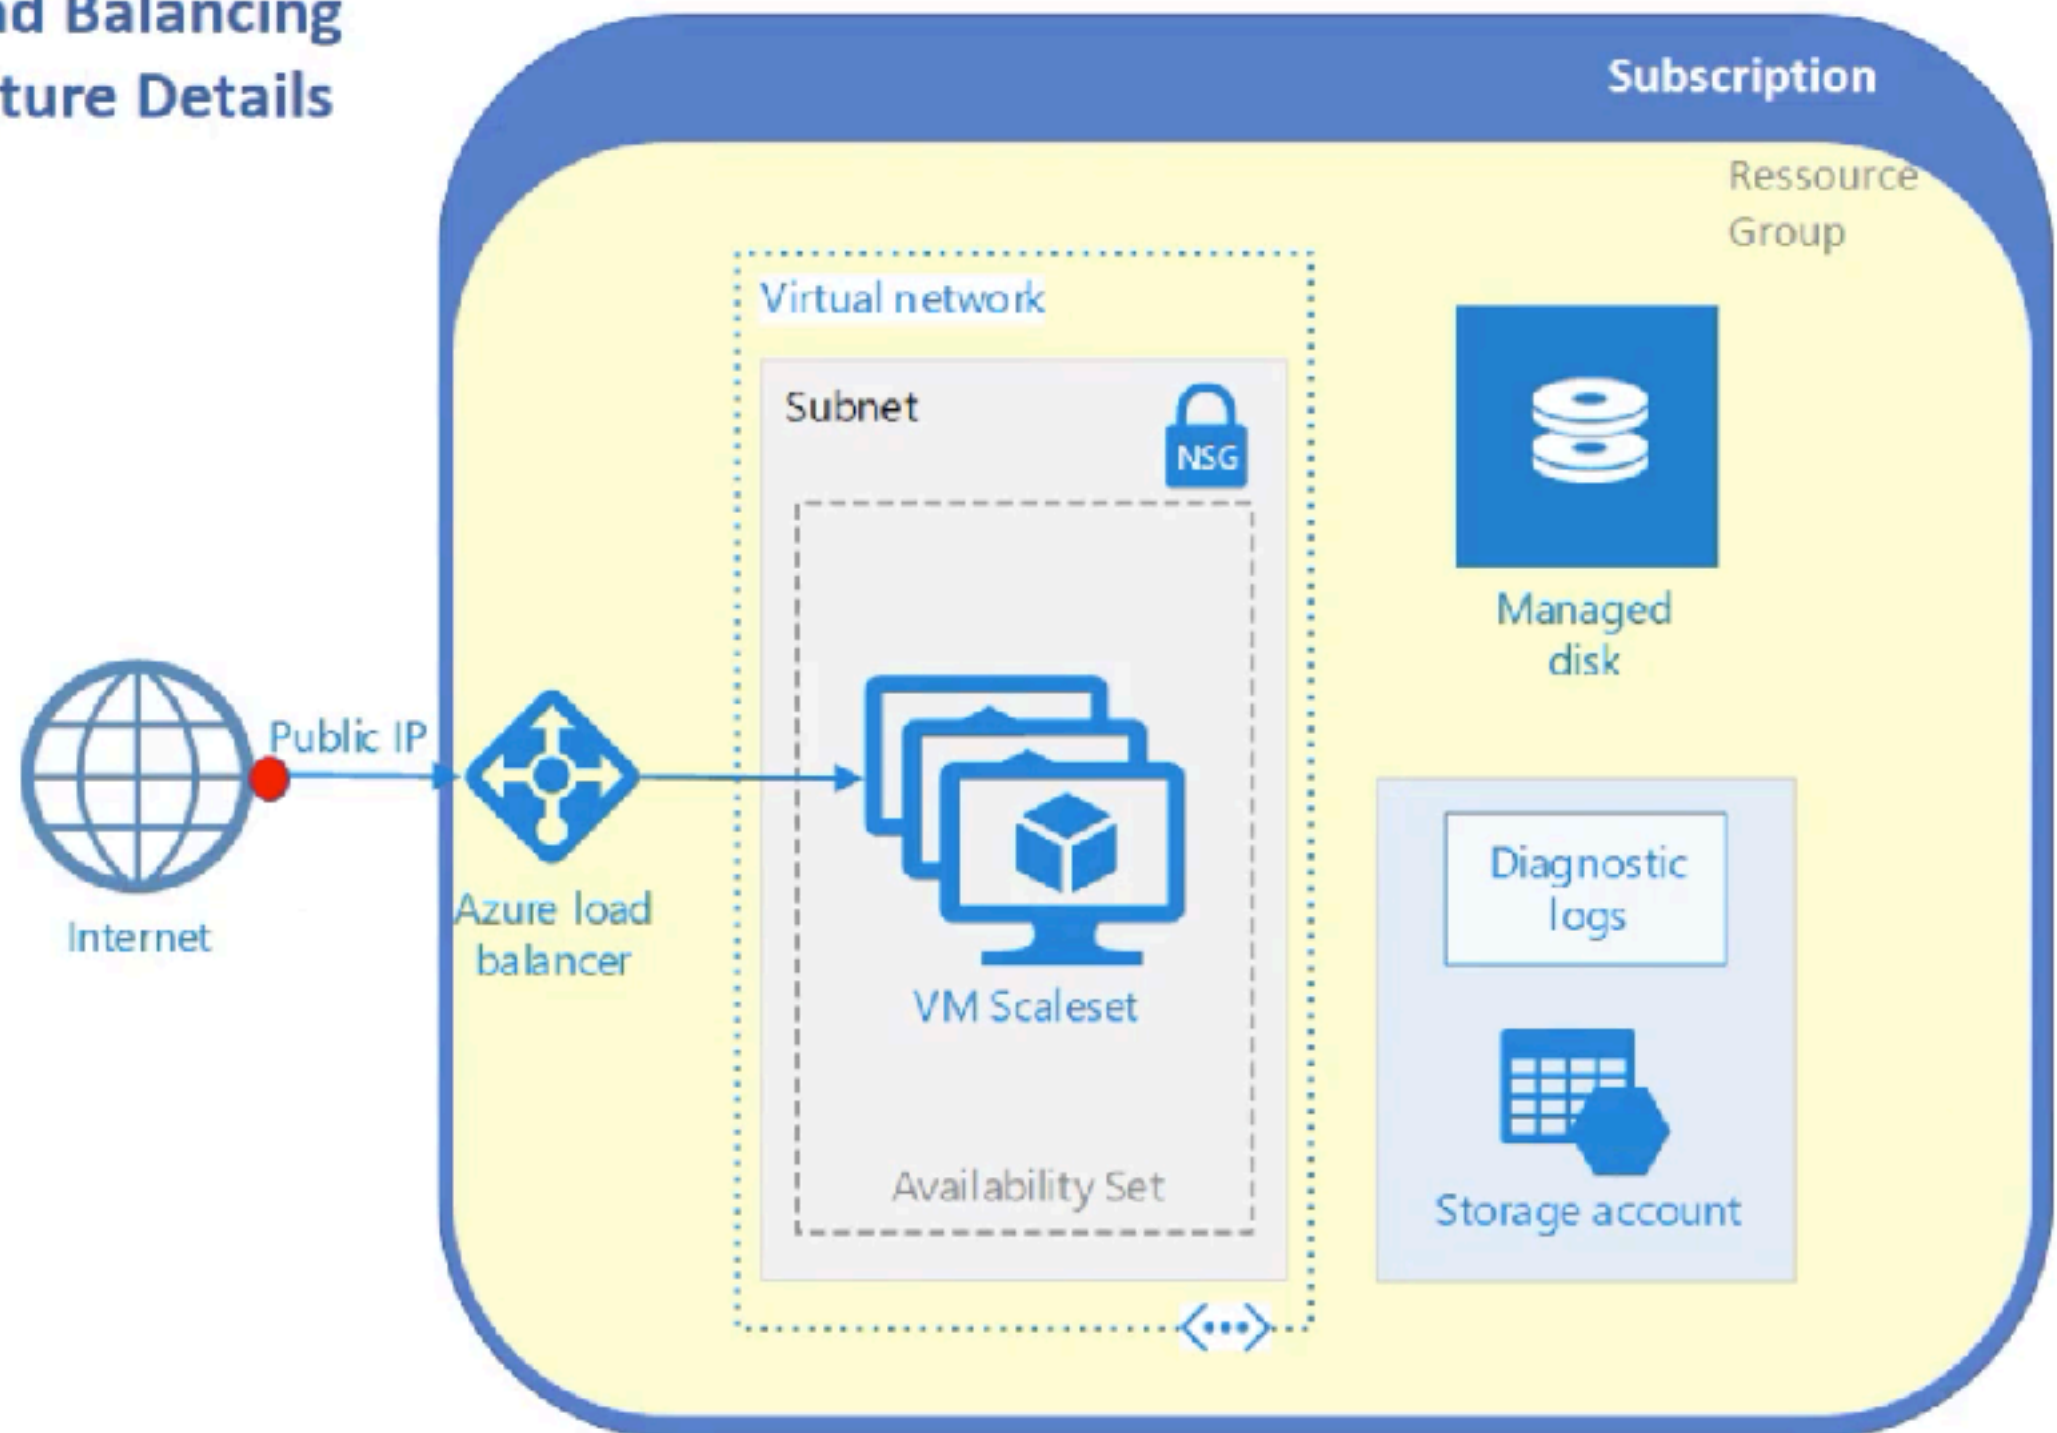 d Balancing
ture Details
Subscription
Ressource
Group
Virtual network
Subnet
NSG
Managed
disk
Public IP
Internet
Azure load
balancer
VM Scaleset
Availability Set
Diagnostic
logs
Storage account